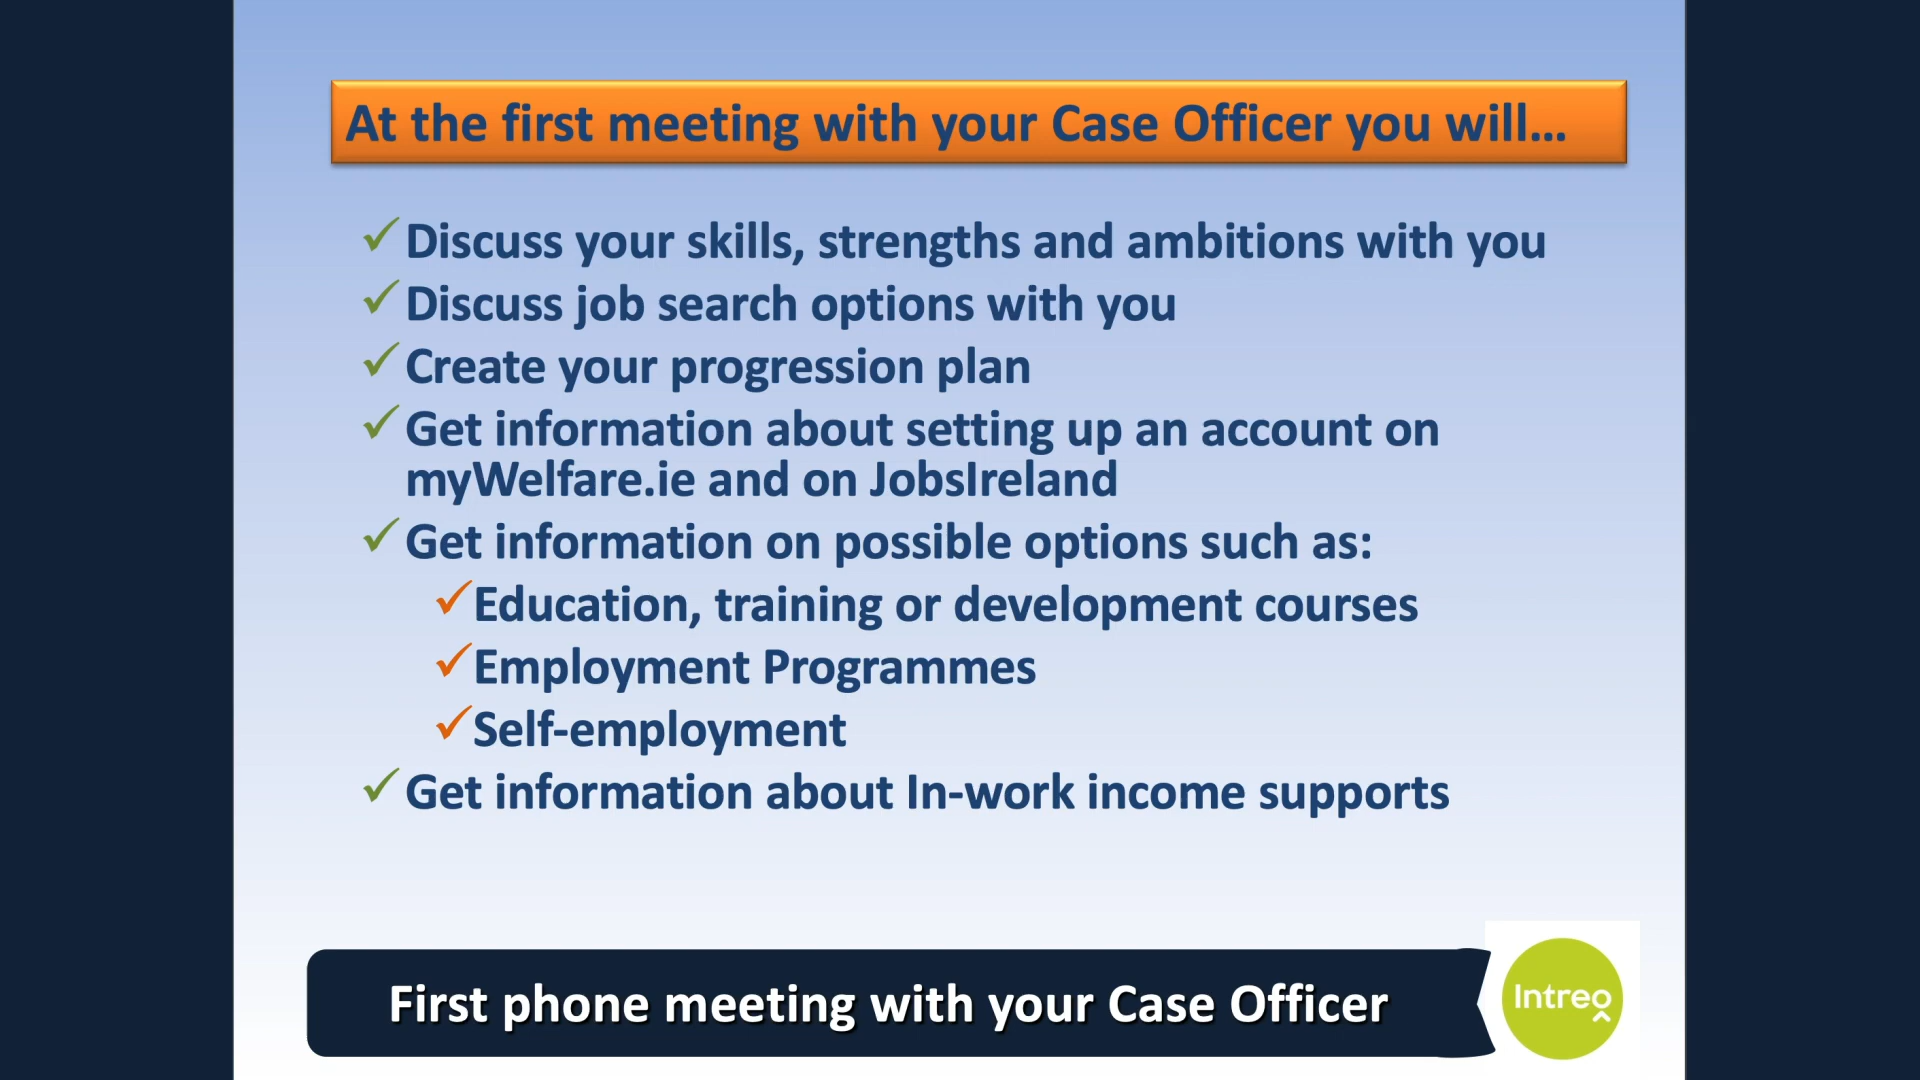 At the first meeting with your Case Officer you will...
Discuss your skills, strengths and ambitions with you
Discuss job search options with you
Create your progression plan
Get information about setting up an account on
myWelfare.ie and on JobsIreland
Get information on possible options such as:
Education, training or development courses
Employment Programmes
Self-employment
Get information about In-work income supports
First phone meeting with your Case Officer
Intreo